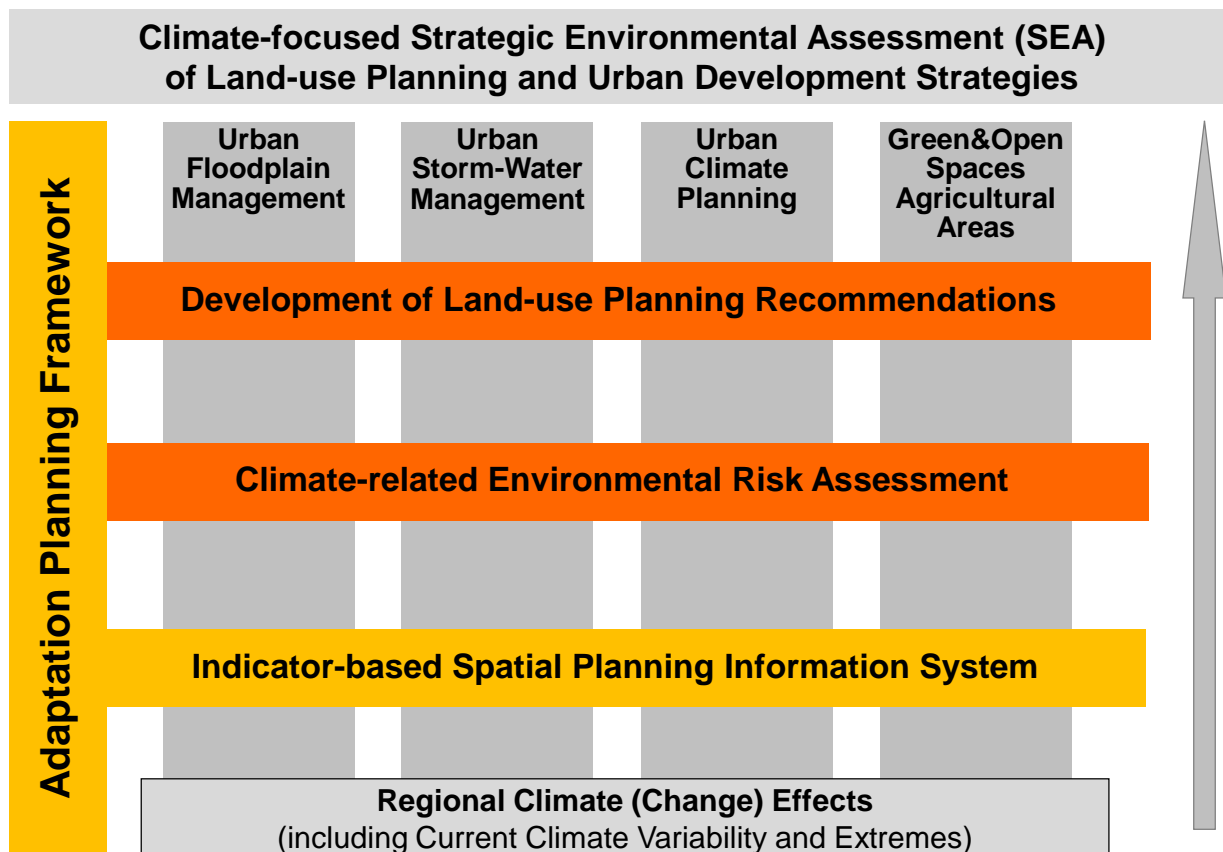 Climate-focused Strategic Environmental Assessment (SEA)
of Land-use Planning and Urban Development Strategies
Adaptation Planning Framework
Urban
Floodplain
Management
Urban
Storm-Water
Management
Urban
Climate
Planning
Green&Open
Spaces
Agricultural
Areas
Development of Land-use Planning Recommendations
Climate-related Environmental Risk Assessment
Indicator-based Spatial Planning Information System
Regional Climate (Change) Effects
(including Current Climate Variability and Extremes)